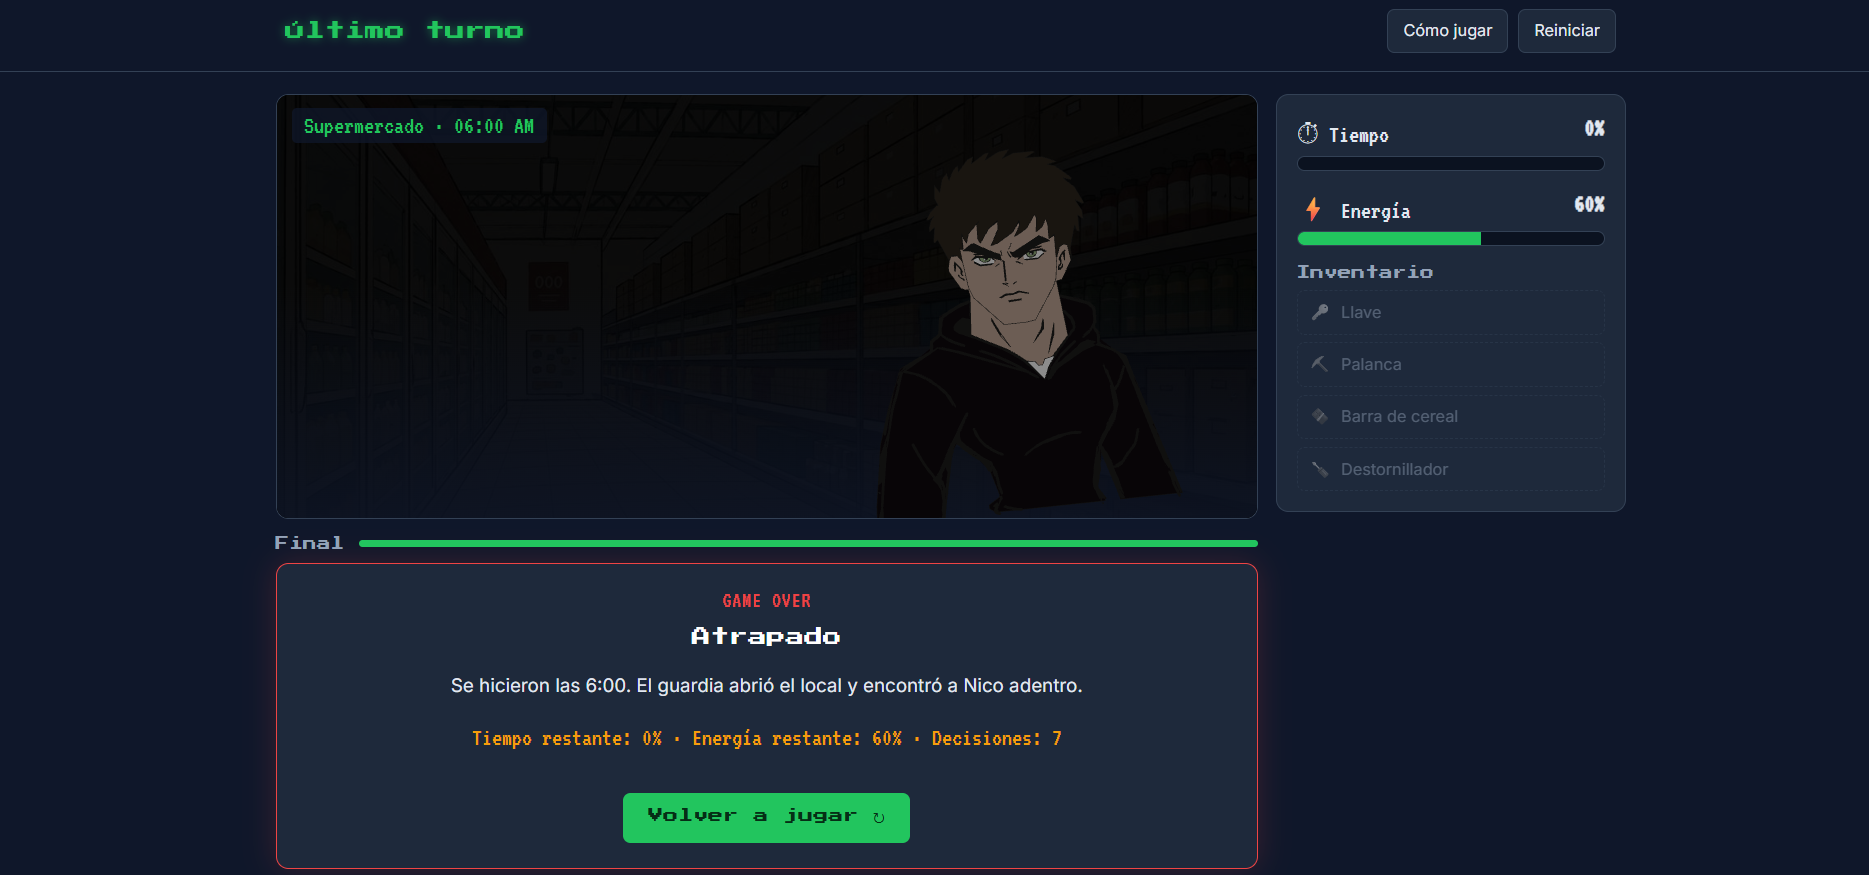 último turno
Cómo jugar
Reiniciar
Supermercado · 06:00 AM
Tiempo
0%
Energía
60%
Inventario
Llave
Palanca
Barra de cereal
Destornillador
Final
GAME OVER
Atrapado
Se hicieron las 6:00. El guardia abrió el local y encontró a Nico adentro.
Tiempo restante: 0% · Energía restante: 60% · Decisiones: 7
Volver a jugar ↻